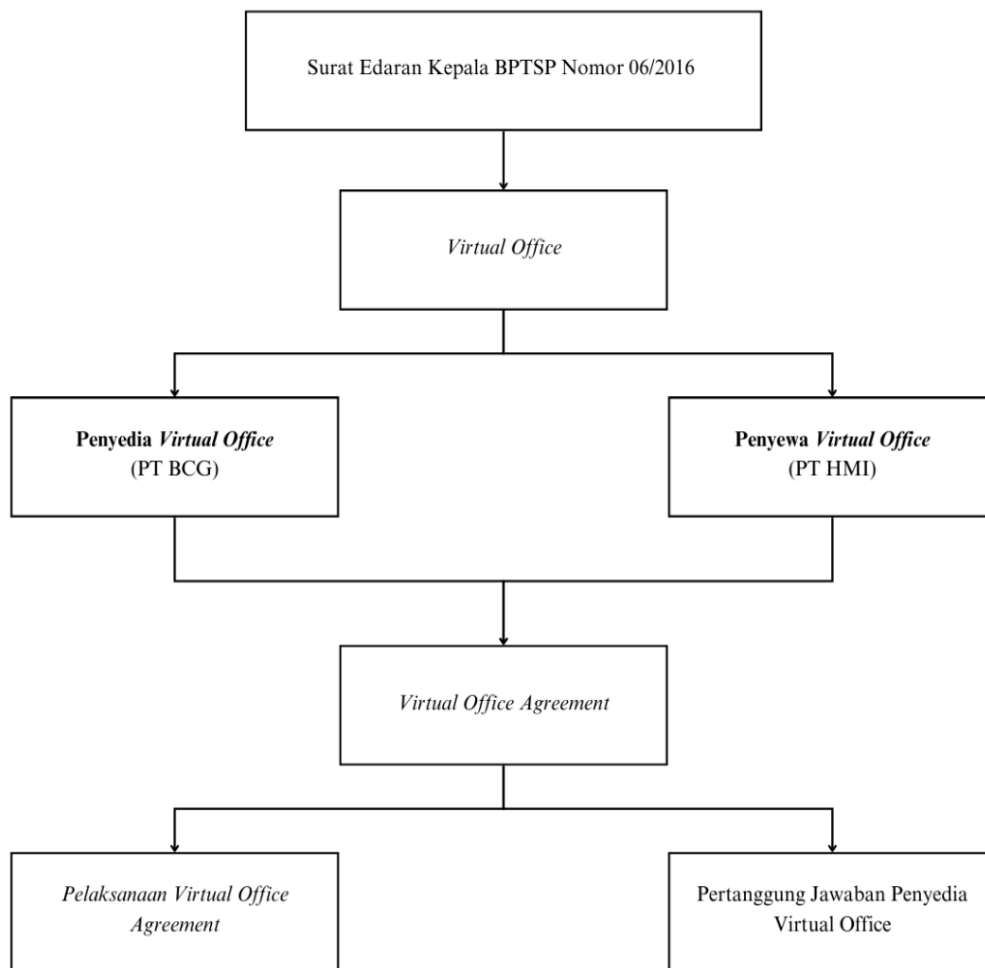 Surat Edaran Kepala BPTSP Nomor 06/2016
Virtual Office
Penyedia Virtual Office
(PT BCG)
Penyewa Virtual Office
(PT HMI)
Virtual Office Agreement
Pelaksanaan Virtual Office
Agreement
Pertanggung Jawaban Penyedia
Virtual Office